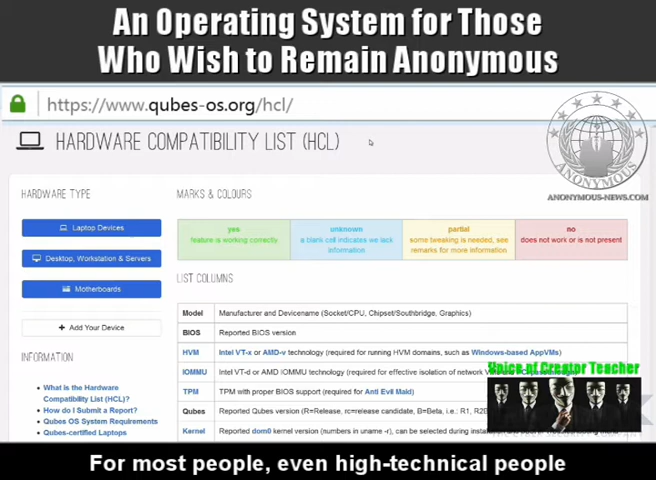 An Operating System for Those
Who Wish to Remain Anonymous
https://www.qubes-os.org/hcl/
HARDWARE COMPATIBILITY LIST (HCL)
ANONYMOUS
ANONYMOUS-NEWS.COM
HARDWARE TYPE
Laptop Devices
Desktop, Workstation & Servers
Motherboards
+ Add Your Device
INFORMATION
What is the Hardware
Compatibility List (HCL)?
How do I Submit a Report?
Qubes OS System Requirements
Qubes-certified Laptops
MARKS & COLOURS
yes
feature is working correctly
unknown
a blank cell indicates we lack
information
partial
some tweaking is needed, see
remarks for more information
no
does not work or is not present
LIST COLUMNS
Model Manufacturer and Devicename (Socket/CPU, Chipset/Southbridge, Graphics)
BIOS Reported BIOS version
HVM Intel VT-x or AMD-v technology (required for running HVM domains, such as Windows-based AppVMs)
IOMMU Intel VT-d or AMD IOMMU technology (required for effective isolation of network
TPM TPM with proper BIOS support (required for Anti Evil Maid)
Qubes Reported Qubes version (R=Release, rc=release candidate, B=Beta, i.e.: R1, R2B
Kernel Reported dom0 kernel version (numbers in uname -r), can be selected during
Voice of Creator Teacher
For most people, even high-technical people